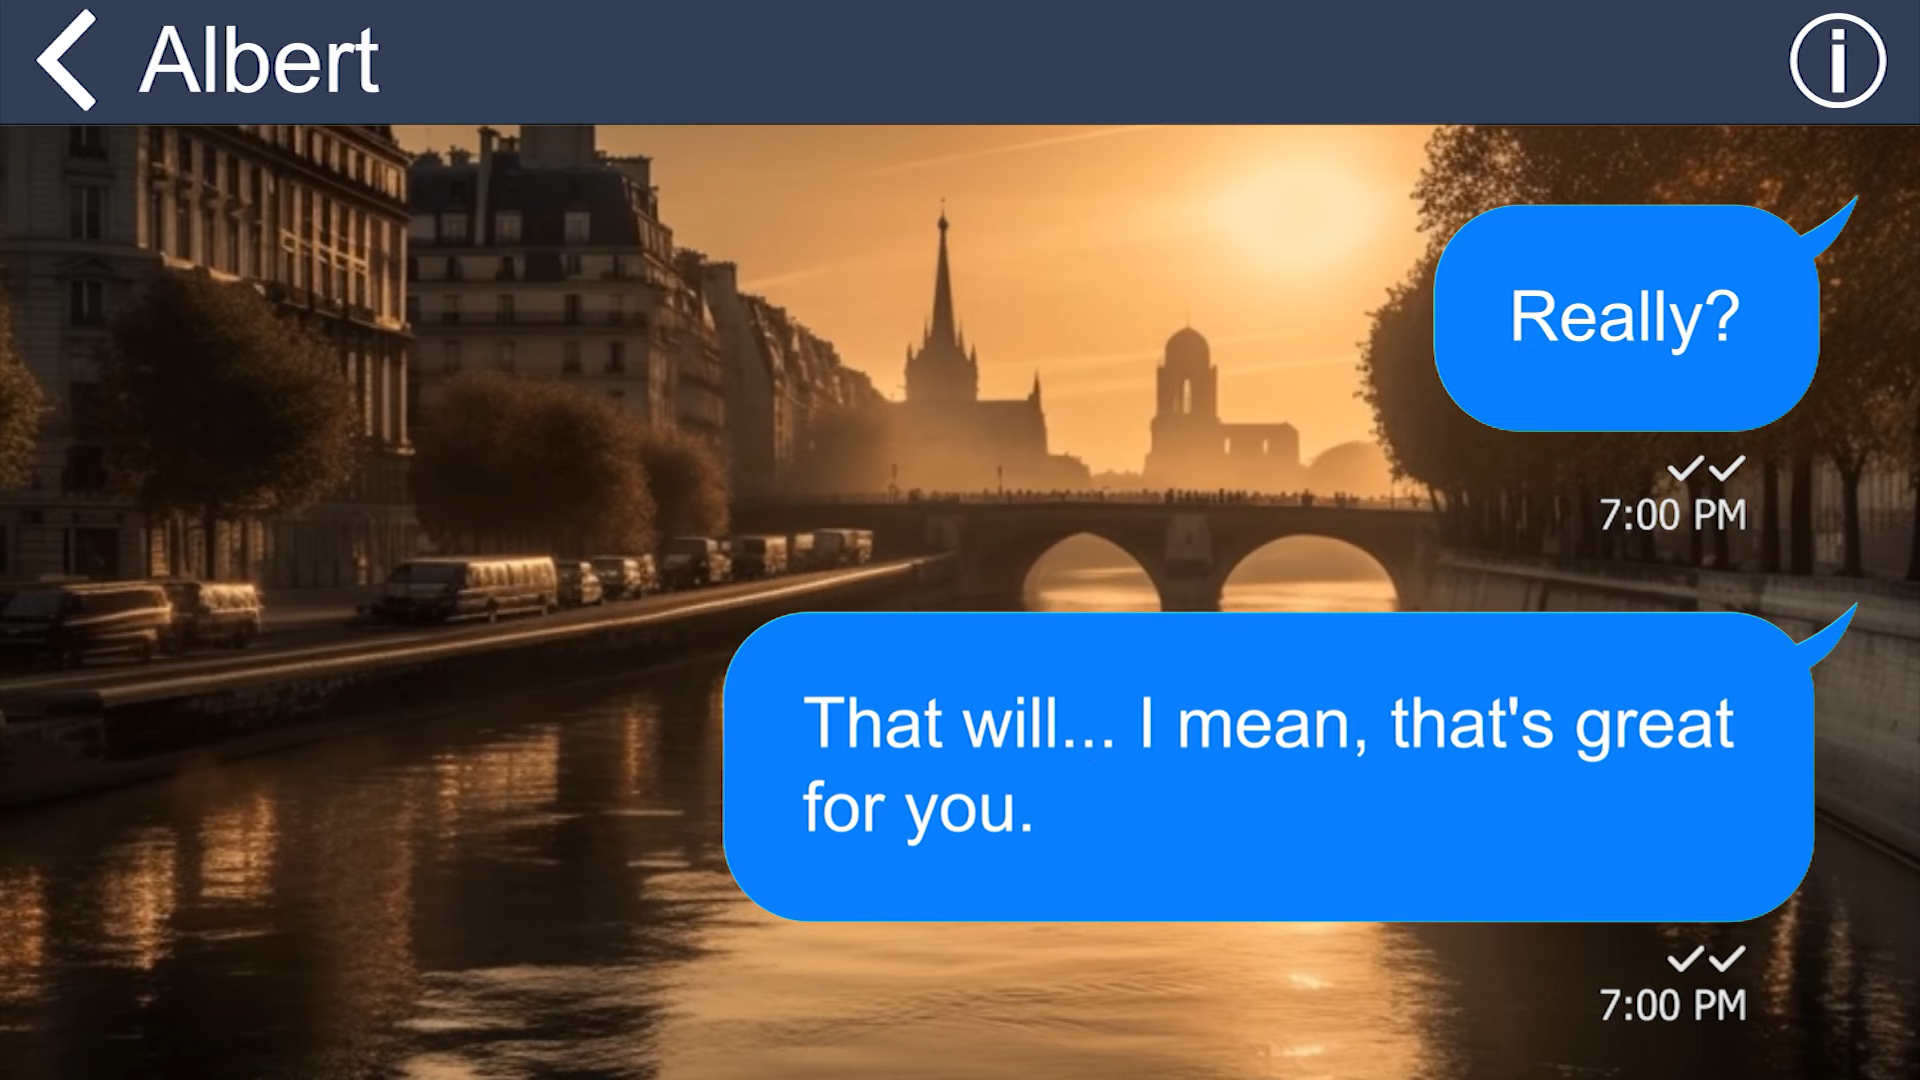 Albert
Really?
7:00 PM
That will... I mean, that's great
for you.
7:00 PM